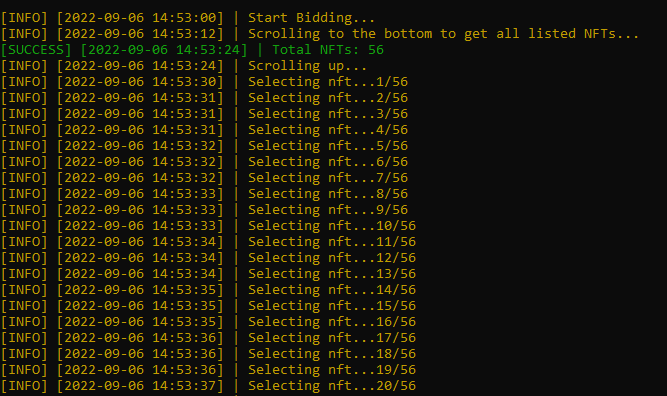 [INFO] [2022-09-06 14:53:00] | Start Bidding...
[INFO] [2022-09-06 14:53:12] | Scrolling to the bottom to get all listed NFTs...
[SUCCESS] [2022-09-06 14:53:24] | Total NFTs: 56
[INFO] [2022-09-06 14:53:24] | Scrolling up...
[INFO] [2022-09-06 14:53:30] | Selecting nft...1/56
[INFO] [2022-09-06 14:53:31] | Selecting nft...2/56
[INFO] [2022-09-06 14:53:31] | Selecting nft...3/56
[INFO] [2022-09-06 14:53:31] | Selecting nft...4/56
[INFO] [2022-09-06 14:53:32] | Selecting nft...5/56
[INFO] [2022-09-06 14:53:32] | Selecting nft...6/56
[INFO] [2022-09-06 14:53:32] | Selecting nft...7/56
[INFO] [2022-09-06 14:53:33] | Selecting nft...8/56
[INFO] [2022-09-06 14:53:33] | Selecting nft...9/56
[INFO] [2022-09-06 14:53:33] | Selecting nft...10/56
[INFO] [2022-09-06 14:53:34] | Selecting nft...11/56
[INFO] [2022-09-06 14:53:34] | Selecting nft...12/56
[INFO] [2022-09-06 14:53:34] | Selecting nft...13/56
[INFO] [2022-09-06 14:53:35] | Selecting nft...14/56
[INFO] [2022-09-06 14:53:35] | Selecting nft...15/56
[INFO] [2022-09-06 14:53:35] | Selecting nft...16/56
[INFO] [2022-09-06 14:53:36] | Selecting nft...17/56
[INFO] [2022-09-06 14:53:36] | Selecting nft...18/56
[INFO] [2022-09-06 14:53:36] | Selecting nft...19/56
[INFO] [2022-09-06 14:53:37] | Selecting nft...20/56